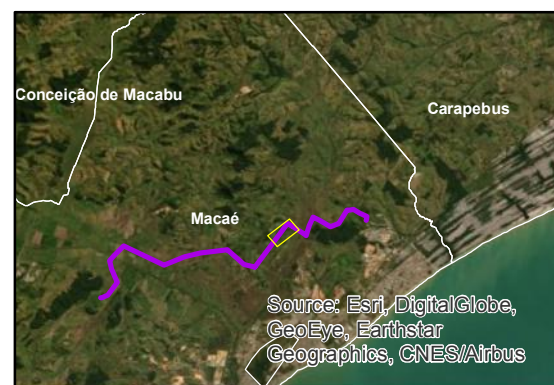 Conceição de Macabu
Carapebus
Macaé
Source: Esri, DigitalGlobe,
GeoEye, Earthstar
Geographics, CNES/Airbus